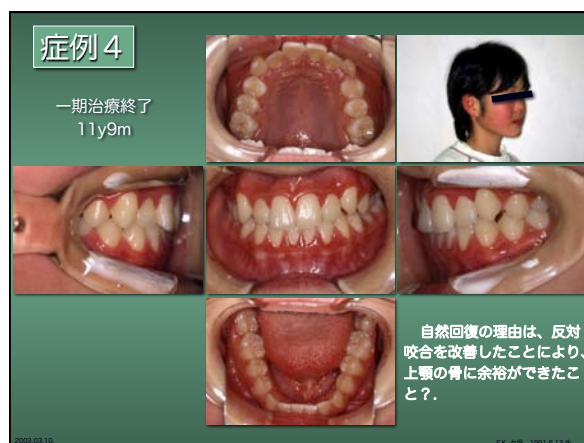 症例４
一期治療終了
11y9m
自然回復の理由は、反対
咬合を改善したことにより、
上顎の骨に余裕ができたこ
と？.
2003.03.10